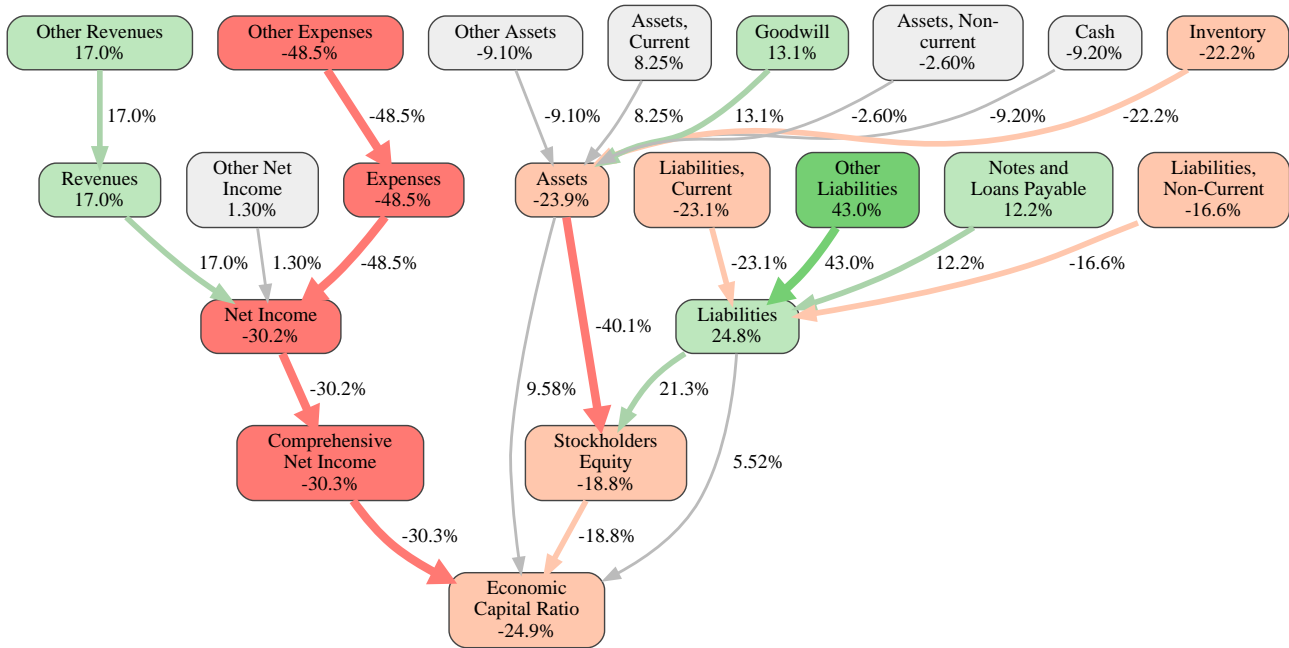 Other Revenues
17.0%
Other Expenses
-48.5%
Other Assets
-9.10%
Assets,
Current
8.25%
Goodwill
13.1%
Assets, Non-
current
-2.60%
Cash
-9.20%
Inventory
-22.2%
17.0%
-48.5%
-9.10%
8.25%
13.1%
-2.60%
-9.20%
-22.2%
Revenues
17.0%
Other Net
Income
1.30%
Expenses
-48.5%
Assets
-23.9%
Liabilities,
Current
-23.1%
Other
Liabilities
43.0%
Notes and
Loans Payable
12.2%
Liabilities,
Non-Current
-16.6%
17.0%
1.30%
-48.5%
-23.1%
43.0%
12.2%
-16.6%
Net Income
-30.2%
-40.1%
Liabilities
24.8%
-30.2%
9.58%
21.3%
Comprehensive
Net Income
-30.3%
Stockholders
Equity
-18.8%
5.52%
-30.3%
-18.8%
Economic
Capital Ratio
-24.9%